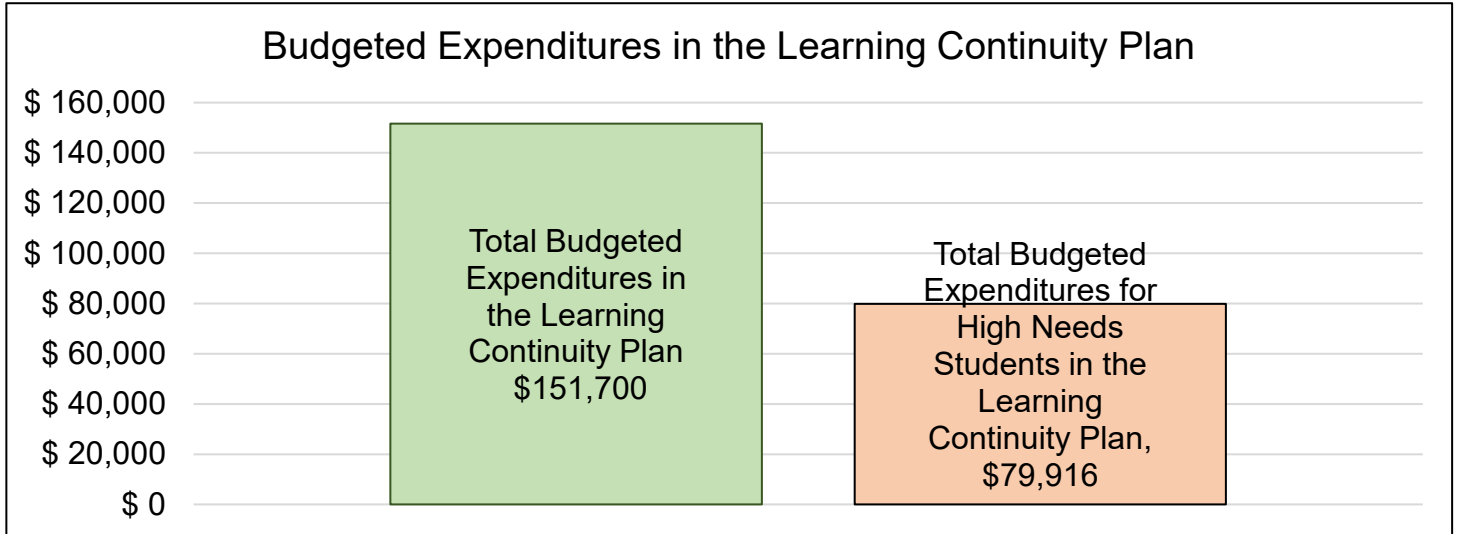 Budgeted Expenditures in the Learning Continuity Plan
$ 160,000
$ 140,000
$ 120,000
$ 100,000
$ 80,000
$ 60,000
$ 40,000
$ 20,000
$ 0
Total Budgeted
Expenditures in
the Learning
Continuity Plan
$151,700
Total Budgeted
Expenditures for
High Needs
Students in the
Learning
Continuity Plan,
$79,916